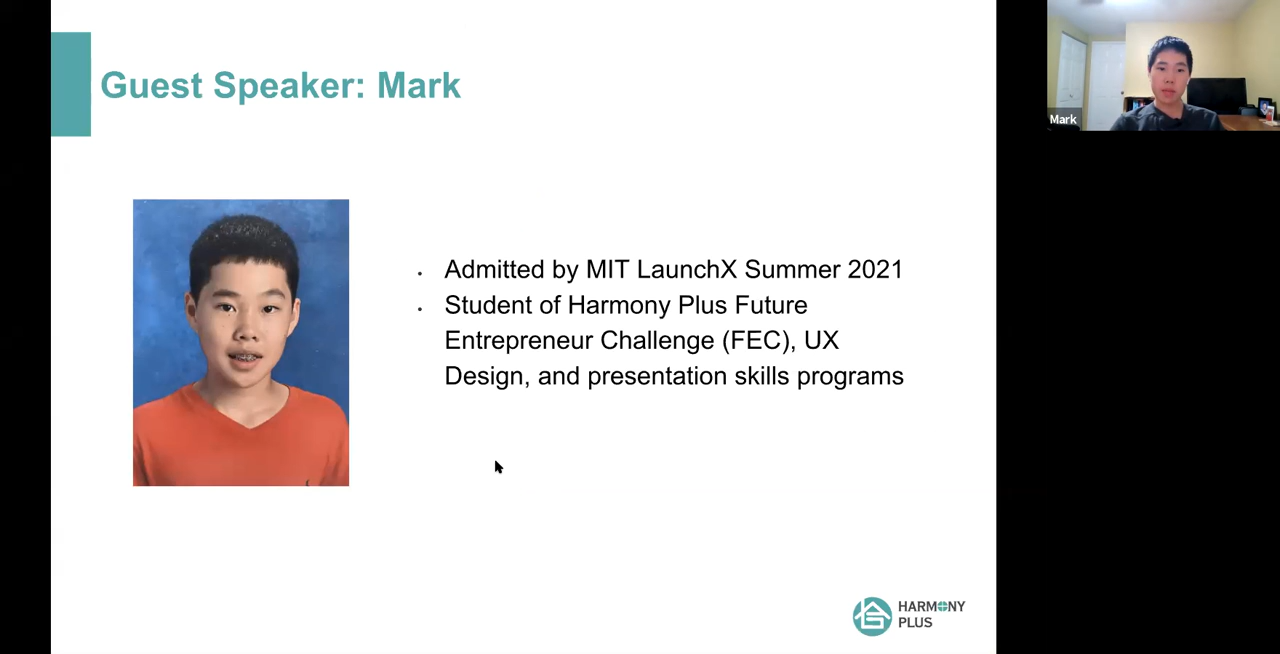 Guest Speaker: Mark
Mark
• Admitted by MIT LaunchX Summer 2021
• Student of Harmony Plus Future
Entrepreneur Challenge (FEC), UX
Design, and presentation skills programs
HARMONY
PLUS